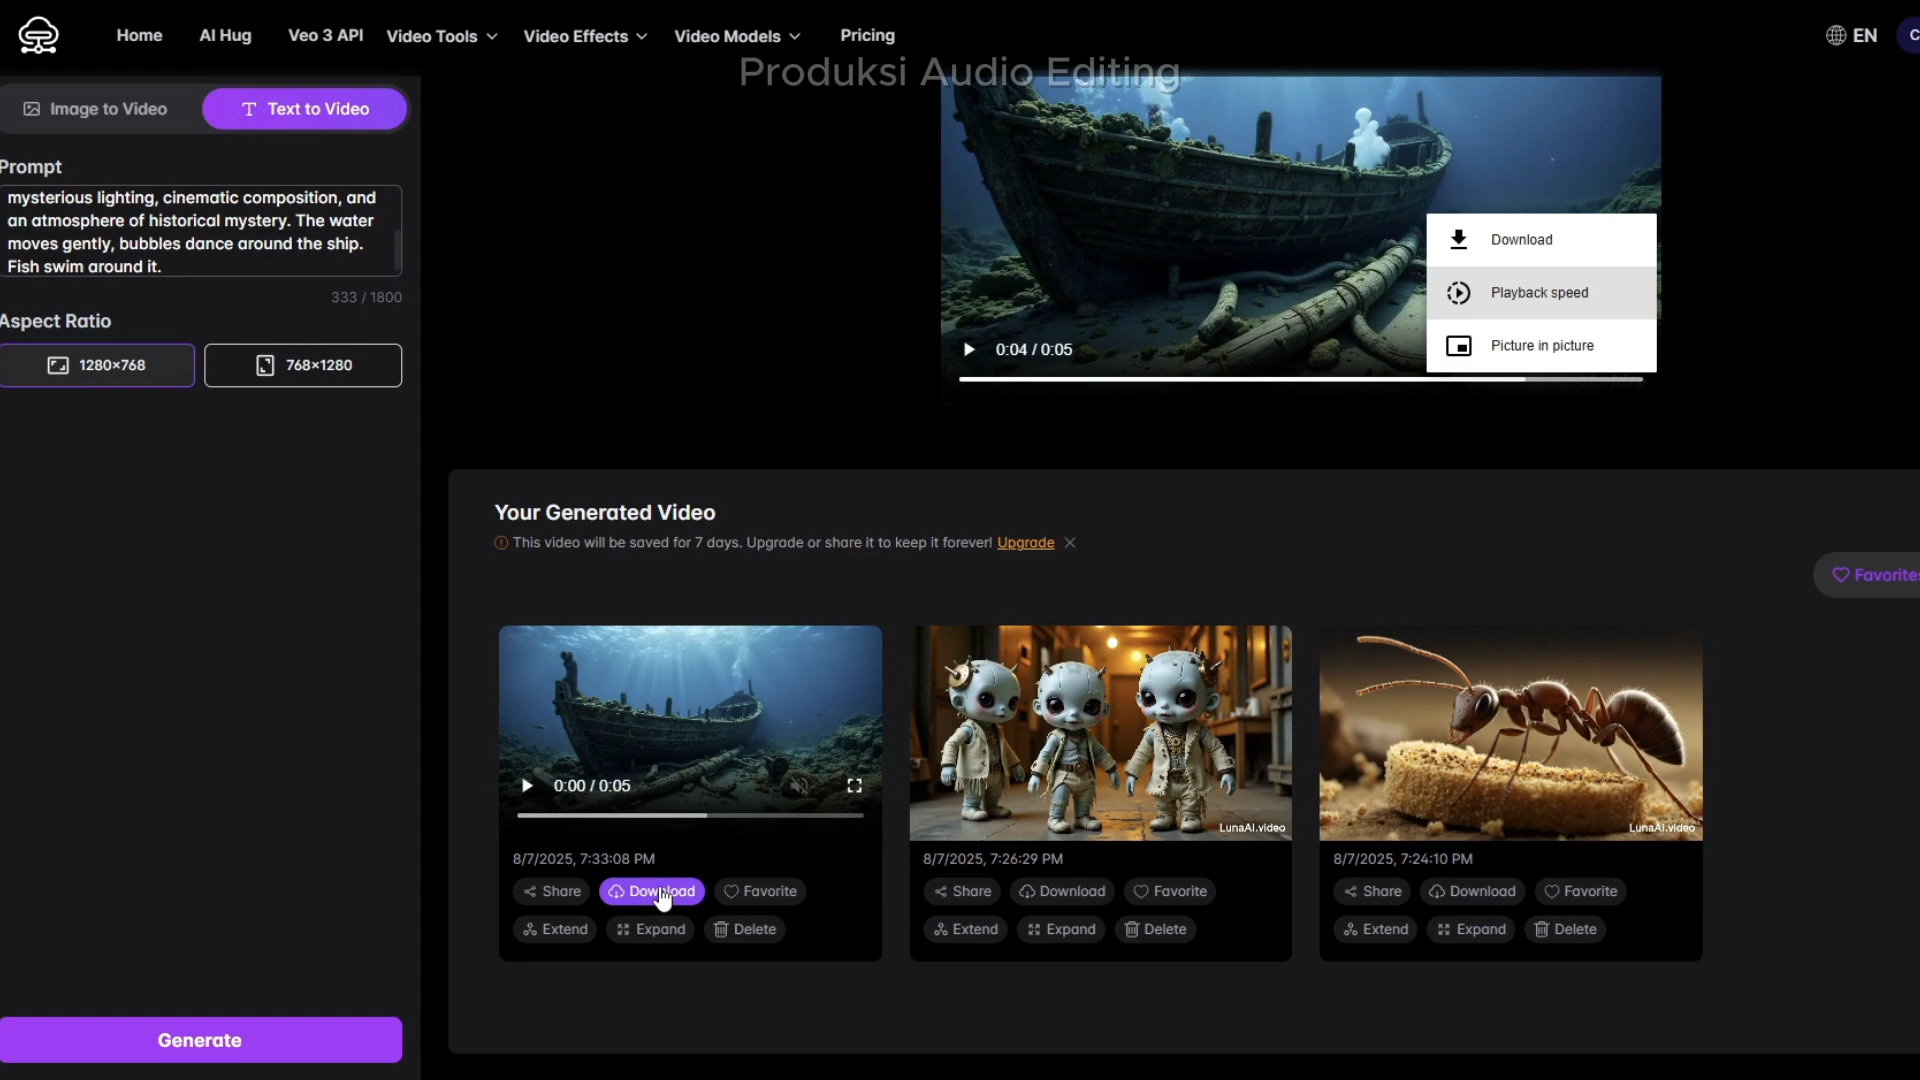 Home AI Hug Veo 3 API Video Tools Video Effects Video Models Pricing EN C
Produksi Audio Editing
Image to Video Text to Video
Prompt
mysterious lighting, cinematic composition, and
an atmosphere of historical mystery. The water
moves gently, bubbles dance around the ship.
Fish swim around it.
333 / 1800
Aspect Ratio
1280×768 768×1280
Generate
Download
Playback speed
Picture in picture
0:04 / 0:05
Your Generated Video
This video will be saved for 7 days. Upgrade or share it to keep it forever! Upgrade
Favorites
0:00 / 0:05
8/7/2025, 7:33:08 PM
Share Download Favorite
Extend Expand Delete
LunaAI.video
8/7/2025, 7:26:29 PM
Share Download Favorite
Extend Expand Delete
LunaAI.video
8/7/2025, 7:24:10 PM
Share Download Favorite
Extend Expand Delete